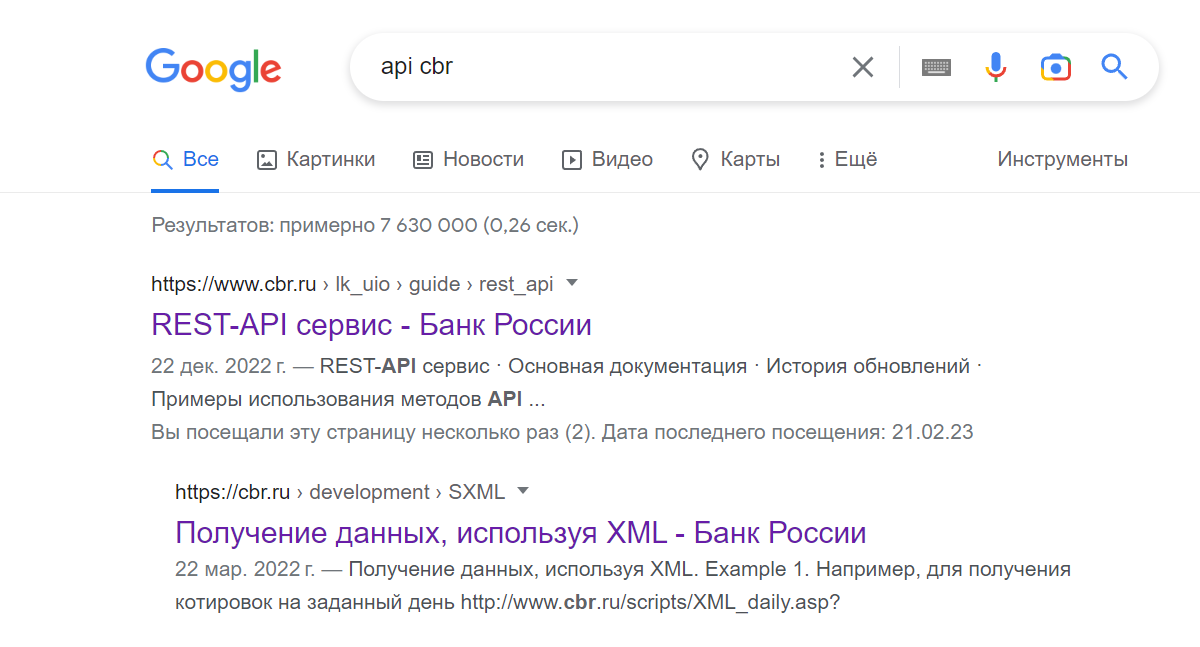 Google
api cbr
Все Картинки Новости Видео Карты Ещё Инструменты
Результатов: примерно 7 630 000 (0,26 сек.)
https://www.cbr.ru › lk_uio › guide › rest_api
REST-API сервис - Банк России
22 дек. 2022 г. — REST-API сервис · Основная документация · История обновлений ·
Примеры использования методов API ...
Вы посещали эту страницу несколько раз (2). Дата последнего посещения: 21.02.23
https://cbr.ru › development › SXML
Получение данных, используя XML - Банк России
22 мар. 2022 г. — Получение данных, используя XML. Example 1. Например, для получения
котировок на заданный день http://www.cbr.ru/scripts/XML_daily.asp?